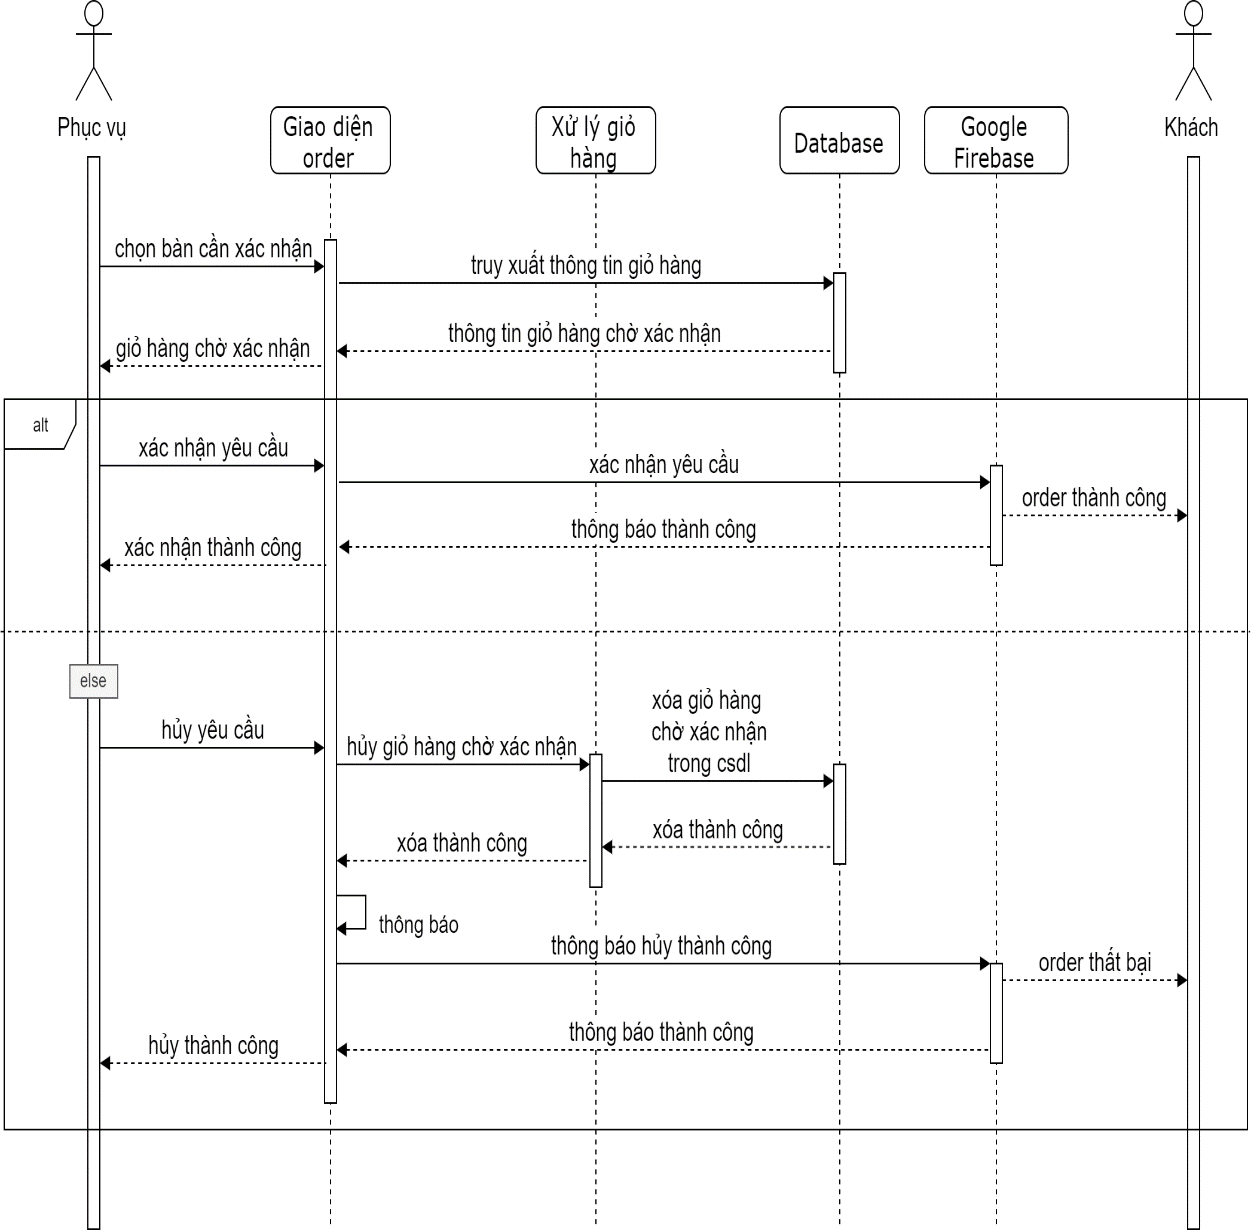 Phục vụ
Giao diện
order
Xử lý giỏ
hàng
Database
Google
Firebase
Khách
chọn bàn cần xác nhận
truy xuất thông tin giỏ hàng
thông tin giỏ hàng chờ xác nhận
giỏ hàng chờ xác nhận
alt
xác nhận yêu cầu
xác nhận yêu cầu
order thành công
thông báo thành công
xác nhận thành công
else
hủy yêu cầu
hủy giỏ hàng chờ xác nhận
xóa giỏ hàng
chờ xác nhận
trong csdl
xóa thành công
xóa thành công
thông báo
thông báo hủy thành công
order thất bại
thông báo thành công
hủy thành công